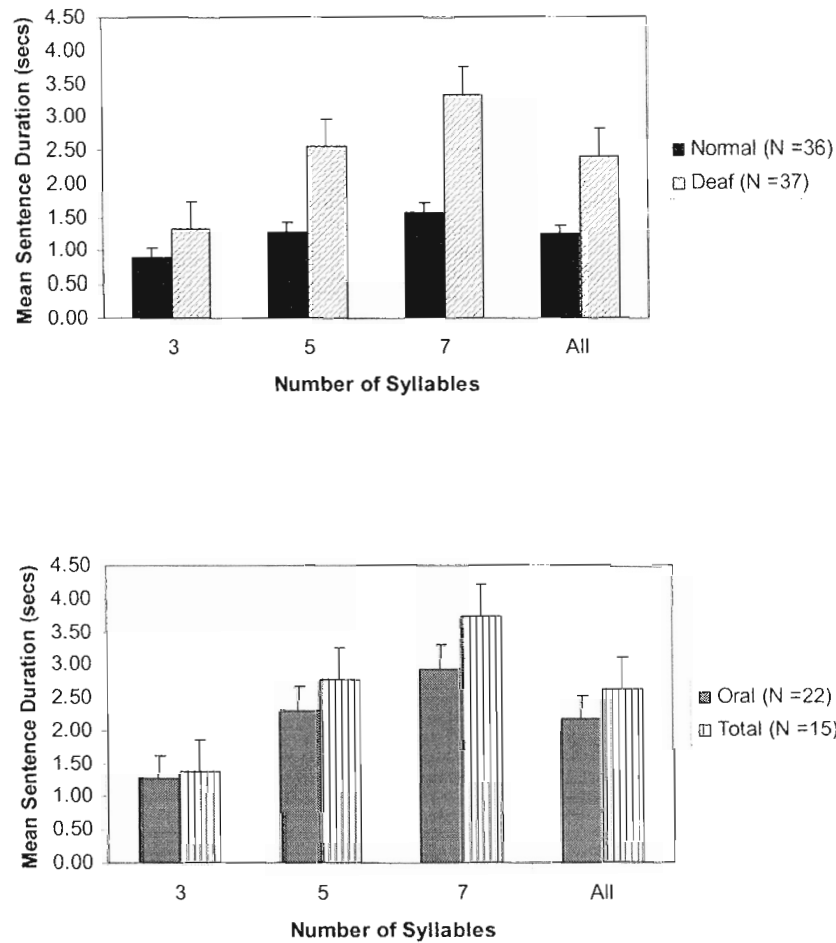 4.50
4.00
3.50
3.00
2.50
2.00
1.50
1.00
0.50
0.00
Mean Sentence Duration (secs)
3 5 7 All
Number of Syllables
Normal (N =36)
Deaf (N =37)
4.50
4.00
3.50
3.00
2.50
2.00
1.50
1.00
0.50
0.00
Mean Sentence Duration (secs)
3 5 7 All
Number of Syllables
Oral (N =22)
Total (N =15)